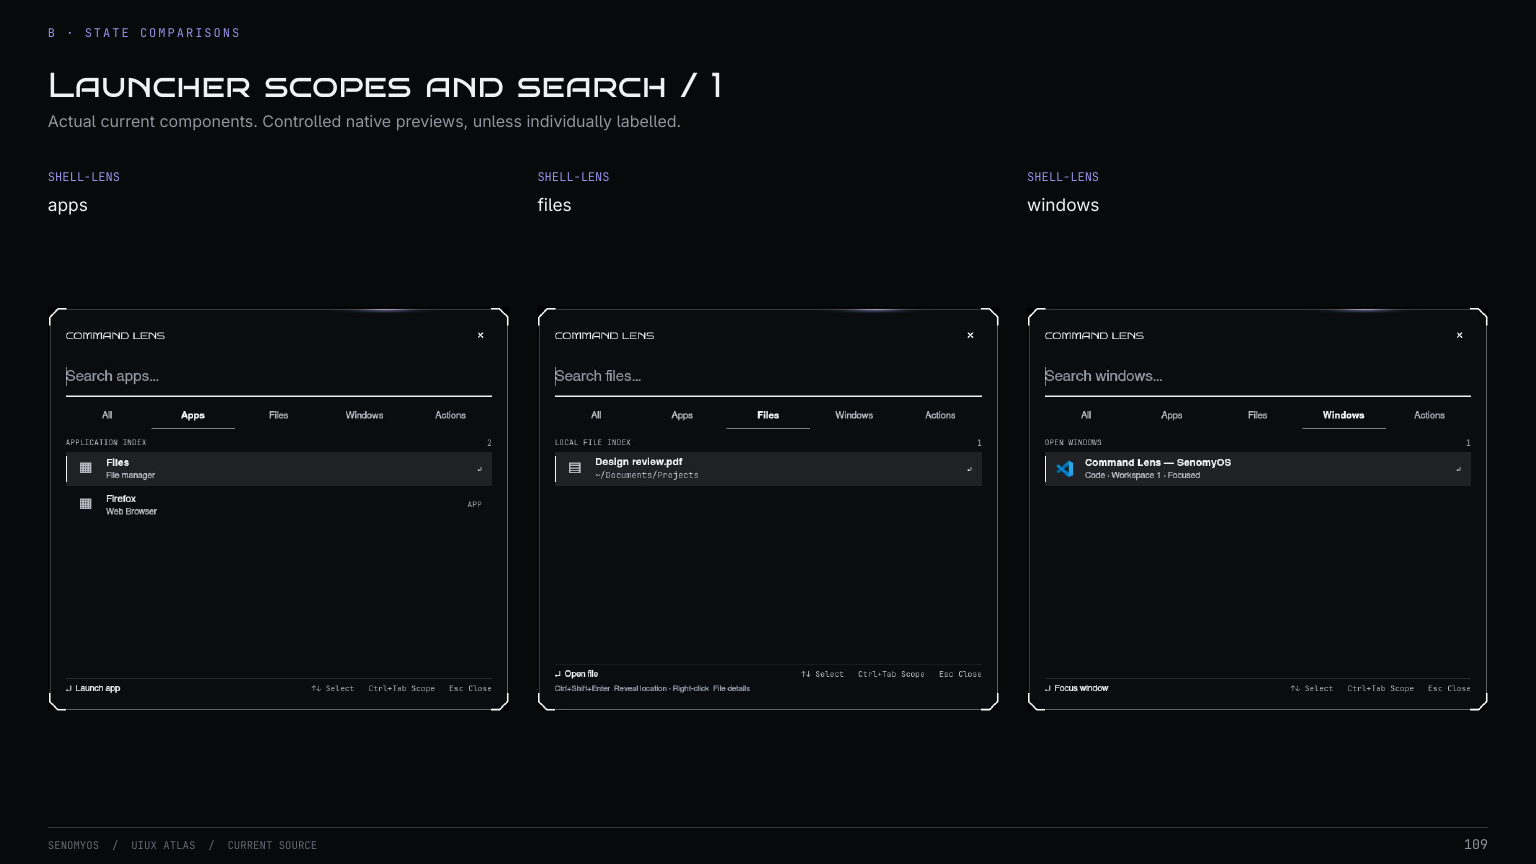 B · STATE COMPARISONS
LAUNCHER SCOPES AND SEARCH / 1
Actual current components. Controlled native previews, unless individually labelled.
SHELL-LENS
apps
COMMAND LENS ×
Search apps...
All Apps Files Windows Actions
APPLICATION INDEX 2
Files
File manager ↵
Firefox
Web Browser APP
↵ Launch app ↑↓ Select Ctrl+Tab Scope Esc Close
SHELL-LENS
files
COMMAND LENS ×
Search files...
All Apps Files Windows Actions
LOCAL FILE INDEX 1
Design review.pdf
~/Documents/Projects ↵
↵ Open file ↑↓ Select Ctrl+Tab Scope Esc Close
Ctrl+Shift+Enter Reveal location · Right-click File details
SHELL-LENS
windows
COMMAND LENS ×
Search windows...
All Apps Files Windows Actions
OPEN WINDOWS 1
Command Lens — SenomyOS
Code · Workspace 1 · Focused ↵
↵ Focus window ↑↓ Select Ctrl+Tab Scope Esc Close
SENOMYOS / UIUX ATLAS / CURRENT SOURCE 109